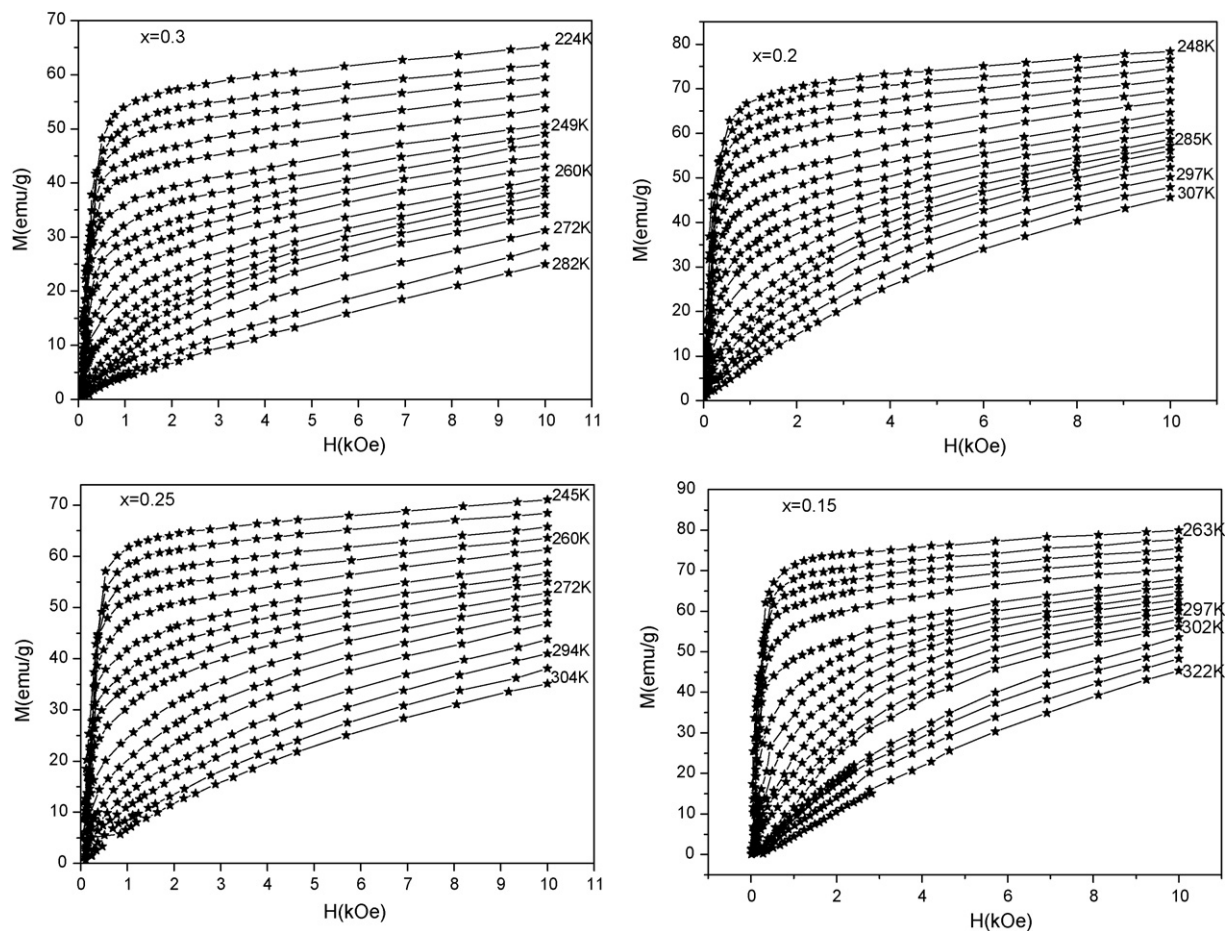 70
60
50
40
30
20
10
0
M(emu/g)
x=0.3
224K
249K
260K
272K
282K
0 1 2 3 4 5 6 7 8 9 10 11
H(kOe)
80
70
60
50
40
30
20
10
0
M(emu/g)
x=0.2
248K
285K
297K
307K
0 2 4 6 8 10
H(kOe)
70
60
50
40
30
20
10
0
M(emu/g)
x=0.25
245K
260K
272K
294K
304K
0 1 2 3 4 5 6 7 8 9 10 11
H(kOe)
90
80
70
60
50
40
30
20
10
0
M(emu/g)
x=0.15
263K
297K
302K
322K
0 2 4 6 8 10
H(kOe)